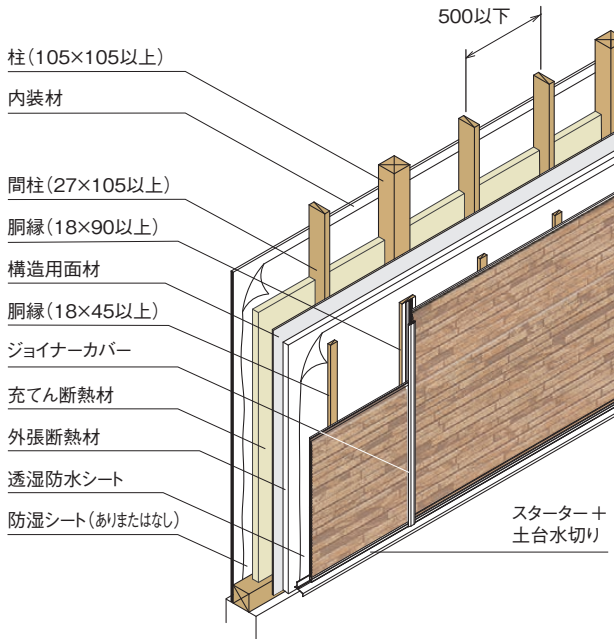 500以下
柱(105×105以上)
内装材
間柱(27×105以上)
胴縁(18×90以上)
構造用面材
胴縁(18×45以上)
ジョイナーカバー
充てん断熱材
外張断熱材
透湿防水シート
防湿シート(ありまたはなし)
スターター＋
土台水切り